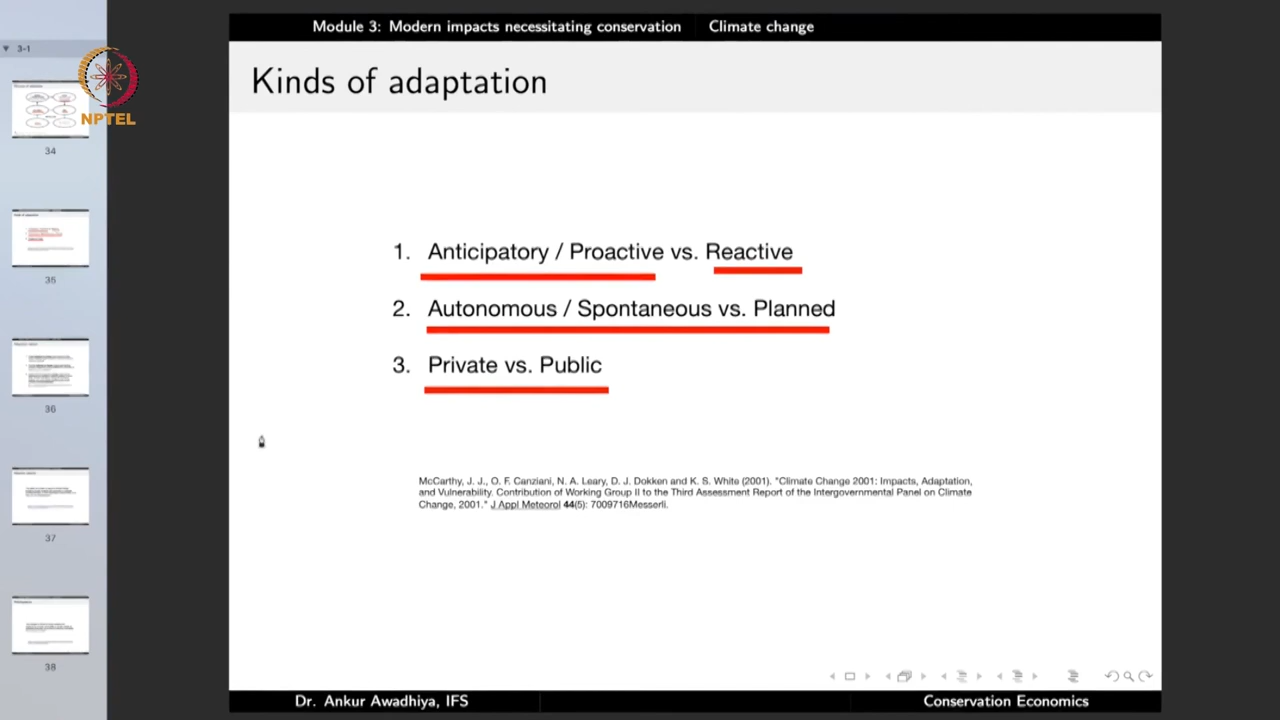 Module 3: Modern impacts necessitating conservation Climate change
Kinds of adaptation
3-1
NPTEL
34
35
36
37
38
1. Anticipatory / Proactive vs. Reactive
2. Autonomous / Spontaneous vs. Planned
3. Private vs. Public
McCarthy, J. J., O. F. Canziani, N. A. Leary, D. J. Dokken and K. S. White (2001). "Climate Change 2001: Impacts, Adaptation,
and Vulnerability. Contribution of Working Group II to the Third Assessment Report of the Intergovernmental Panel on Climate
Change, 2001." J Appl Meteorol 44(5): 7009716Messerli.
Dr. Ankur Awadhiya, IFS Conservation Economics